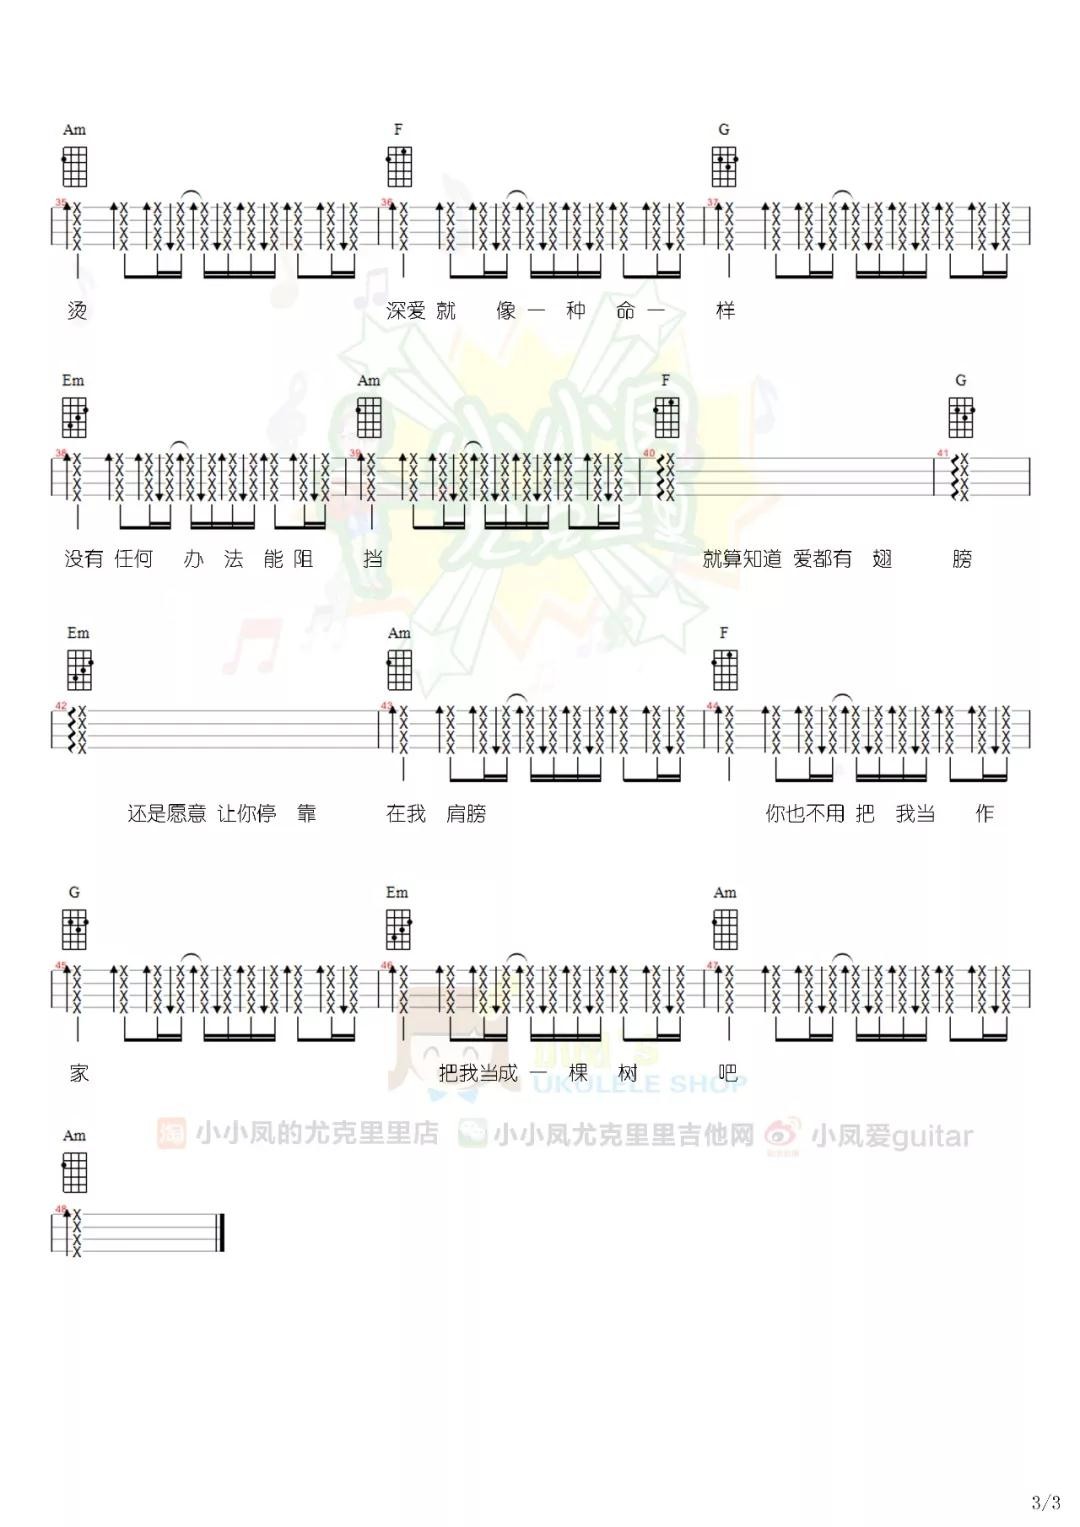 Am F G
35 36 37
烫 深爱 就 像 一 种 命 一 样
Em Am F G
38 39 40 41
没有 任何 办 法 能 阻 挡 就算知道 爱都有 翅 膀
Em Am F
42 43 44
还是愿意 让你停 靠 在我 肩膀 你也不用 把 我当 作
G Em Am
45 46 47
家 把我当成 一 棵 树 吧
UKULELE SHOP
淘 小小凤的尤克里里店 小小凤尤克里里吉他网 小凤爱guitar
Am
48
3/3